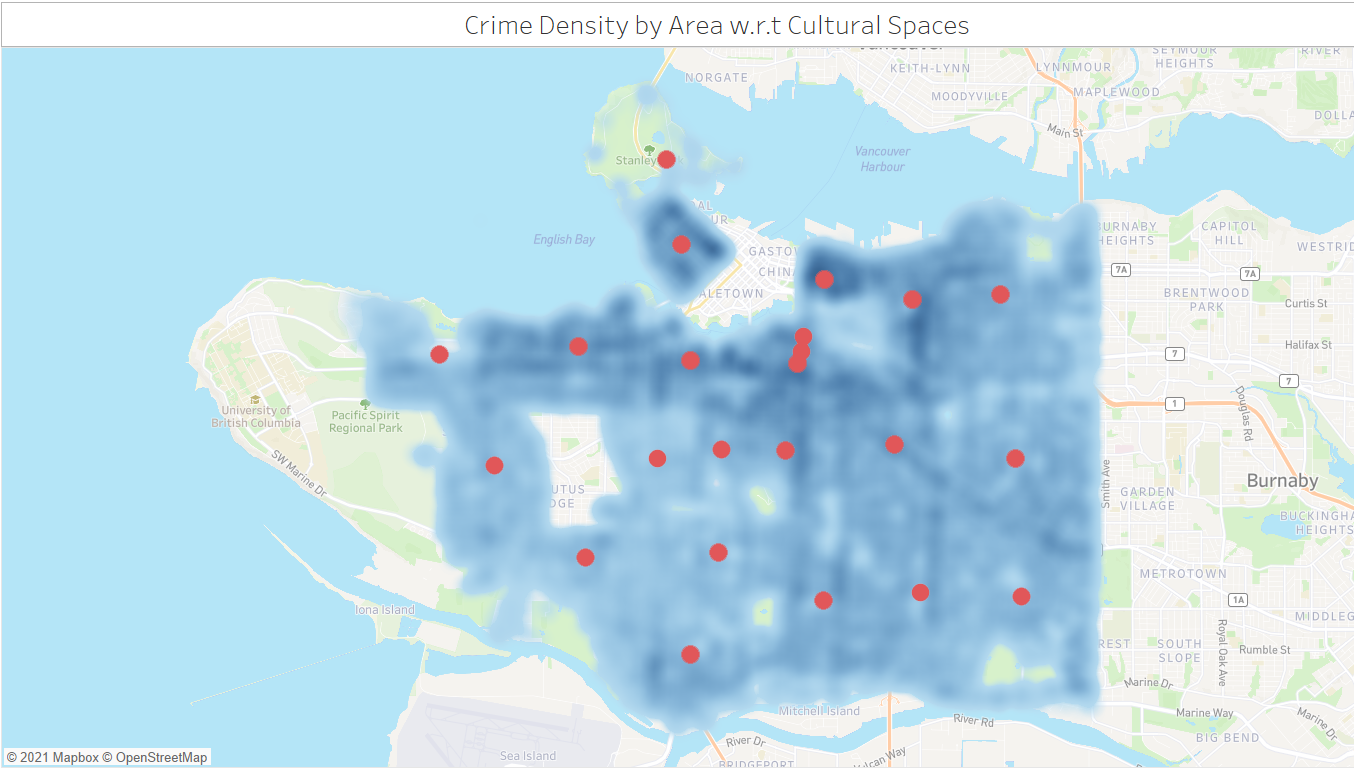 Crime Density by Area w.r.t Cultural Spaces
Vancouver
NORGATE
KEITH-LYNN
LYNNMOUR
SEYMOUR
HEIGHTS
RIVER
MOODYVILLE
MAPLEWOOD
DOLLA
Main St
Stanley
Vancouver
Harbour
English Bay
GASTO
CHINA
ALETOWN
URNABY
HEIGHTS
CAPITOL
HILL
WESTRID
7A
7A
BRENTWOOD
PARK
Curtis St
Halifax St
7
7
1
Douglas Rd
University of
British Columbia
Pacific Spirit
Regional Park
SW Marine Dr
UTUS
DGE
Smith Ave
Burnaby
GARDEN
VILLAGE
BUCKINGHA
HEIGHTS
METROTOWN
1A
MIDDLEG
Iona Island
REST
SOUTH
SLOPE
Royal Oak Ave
Rumble St
Marine Dr
Marine Way
Marine Dr
BIG BEND
Mitchell Island
River Rd
River Dr
Vulcan Way
BRIDGEPORT
Sea Island
© 2021 Mapbox © OpenStreetMap